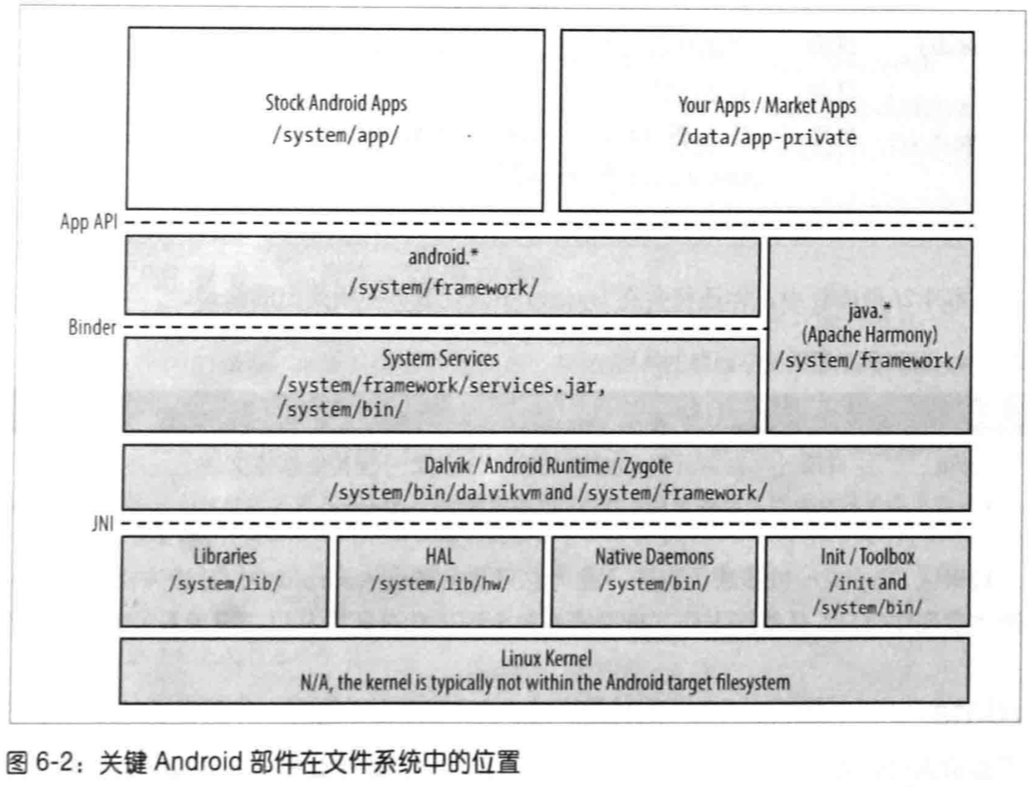 Stock Android Apps
/system/app/
Your Apps / Market Apps
/data/app-private
App API
android.*
/system/framework/
java.*
(Apache Harmony)
/system/framework/
Binder
System Services
/system/framework/services.jar,
/system/bin/
Dalvik / Android Runtime / Zygote
/system/bin/dalvikvm and /system/framework/
JNI
Libraries
/system/lib/
HAL
/system/lib/hw/
Native Daemons
/system/bin/
Init / Toolbox
/init and
/system/bin/
Linux Kernel
N/A, the kernel is typically not within the Android target filesystem
图 6-2：关键 Android 部件在文件系统中的位置